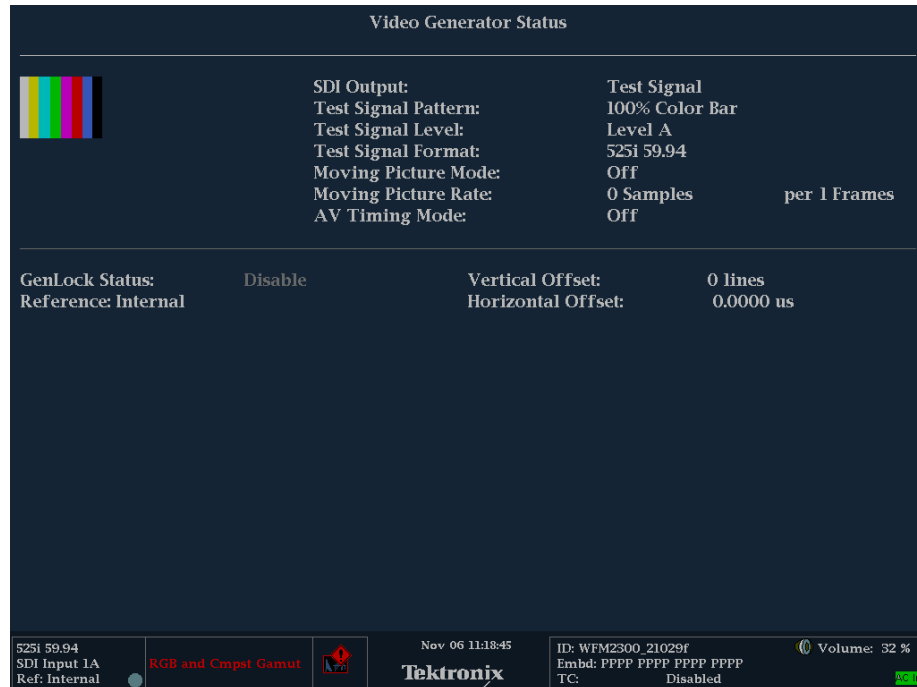 Video Generator Status
SDI Output: Test Signal
Test Signal Pattern: 100% Color Bar
Test Signal Level: Level A
Test Signal Format: 525i 59.94
Moving Picture Mode: Off
Moving Picture Rate: 0 Samples per 1 Frames
AV Timing Mode: Off
GenLock Status: Disable Vertical Offset: 0 lines
Reference: Internal Horizontal Offset: 0.0000 us
525i 59.94
SDI Input 1A
Ref: Internal
RGB and Cmpst Gamut
Nov 06 11:18:45
Tektronix
ID: WFM2300_21029f
Embd: PPPP PPPP PPPP PPPP
TC: Disabled
Volume: 32 %
AC